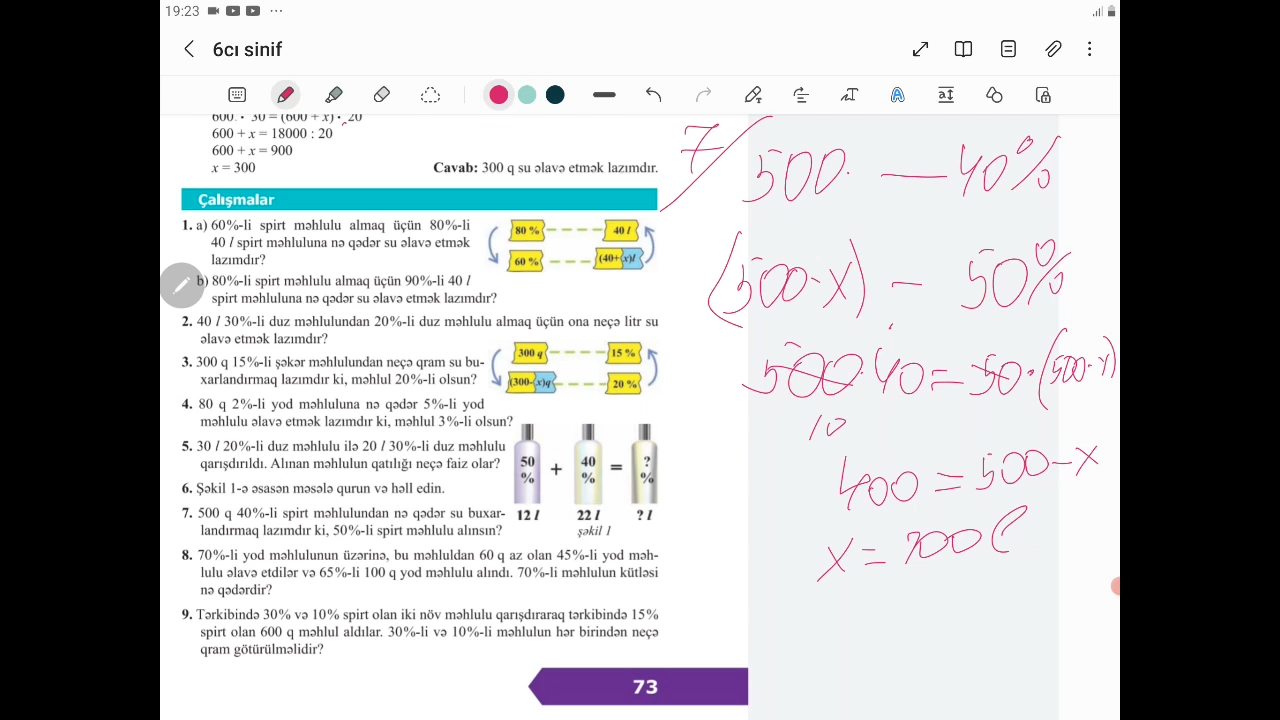 19:23
6cı sinif
600 · 30 = (600 + x) · 20
600 + x = 18000 : 20
600 + x = 900
x = 300
Cavab: 300 q su əlavə etmək lazımdır.
Çalışmalar
1. a) 60%-li spirt məhlulu almaq üçün 80%-li
40 l spirt məhluluna nə qədər su əlavə etmək
lazımdır?
80 %
40 l
60 %
(40+x)l
b) 80%-li spirt məhlulu almaq üçün 90%-li 40 l
spirt məhluluna nə qədər su əlavə etmək lazımdır?
2. 40 l 30%-li duz məhlulundan 20%-li duz məhlulu almaq üçün ona neçə litr su
əlavə etmək lazımdır?
3. 300 q 15%-li şəkər məhlulundan neçə qram su bu-
xarlandırmaq lazımdır ki, məhlul 20%-li olsun?
300 q
15 %
(300-x)q
20 %
4. 80 q 2%-li yod məhluluna nə qədər 5%-li yod
məhlulu əlavə etmək lazımdır ki, məhlul 3%-li olsun?
5. 30 l 20%-li duz məhlulu ilə 20 l 30%-li duz məhlulu
qarışdırıldı. Alınan məhlulun qatılığı neçə faiz olar?
6. Şəkil 1-ə əsasən məsələ qurun və həll edin.
50 % + 40 % = ? %
12 l 22 l ? l
şəkil 1
7. 500 q 40%-li spirt məhlulundan nə qədər su buxar-
landırmaq lazımdır ki, 50%-li spirt məhlulu alınsın?
8. 70%-li yod məhlulunun üzərinə, bu məhluldan 60 q az olan 45%-li yod məh-
lulu əlavə etdilər və 65%-li 100 q yod məhlulu alındı. 70%-li məhlulun kütləsi
nə qədərdir?
9. Tərkibində 30% və 10% spirt olan iki növ məhlulu qarışdıraraq tərkibində 15%
spirt olan 600 q məhlul aldılar. 30%-li və 10%-li məhlulun hər birindən neçə
qram götürülməlidir?
73
7
500 — 40%
(500-x) - 50%
500·40=50·(500-x)
10
400=500-x
x=100(